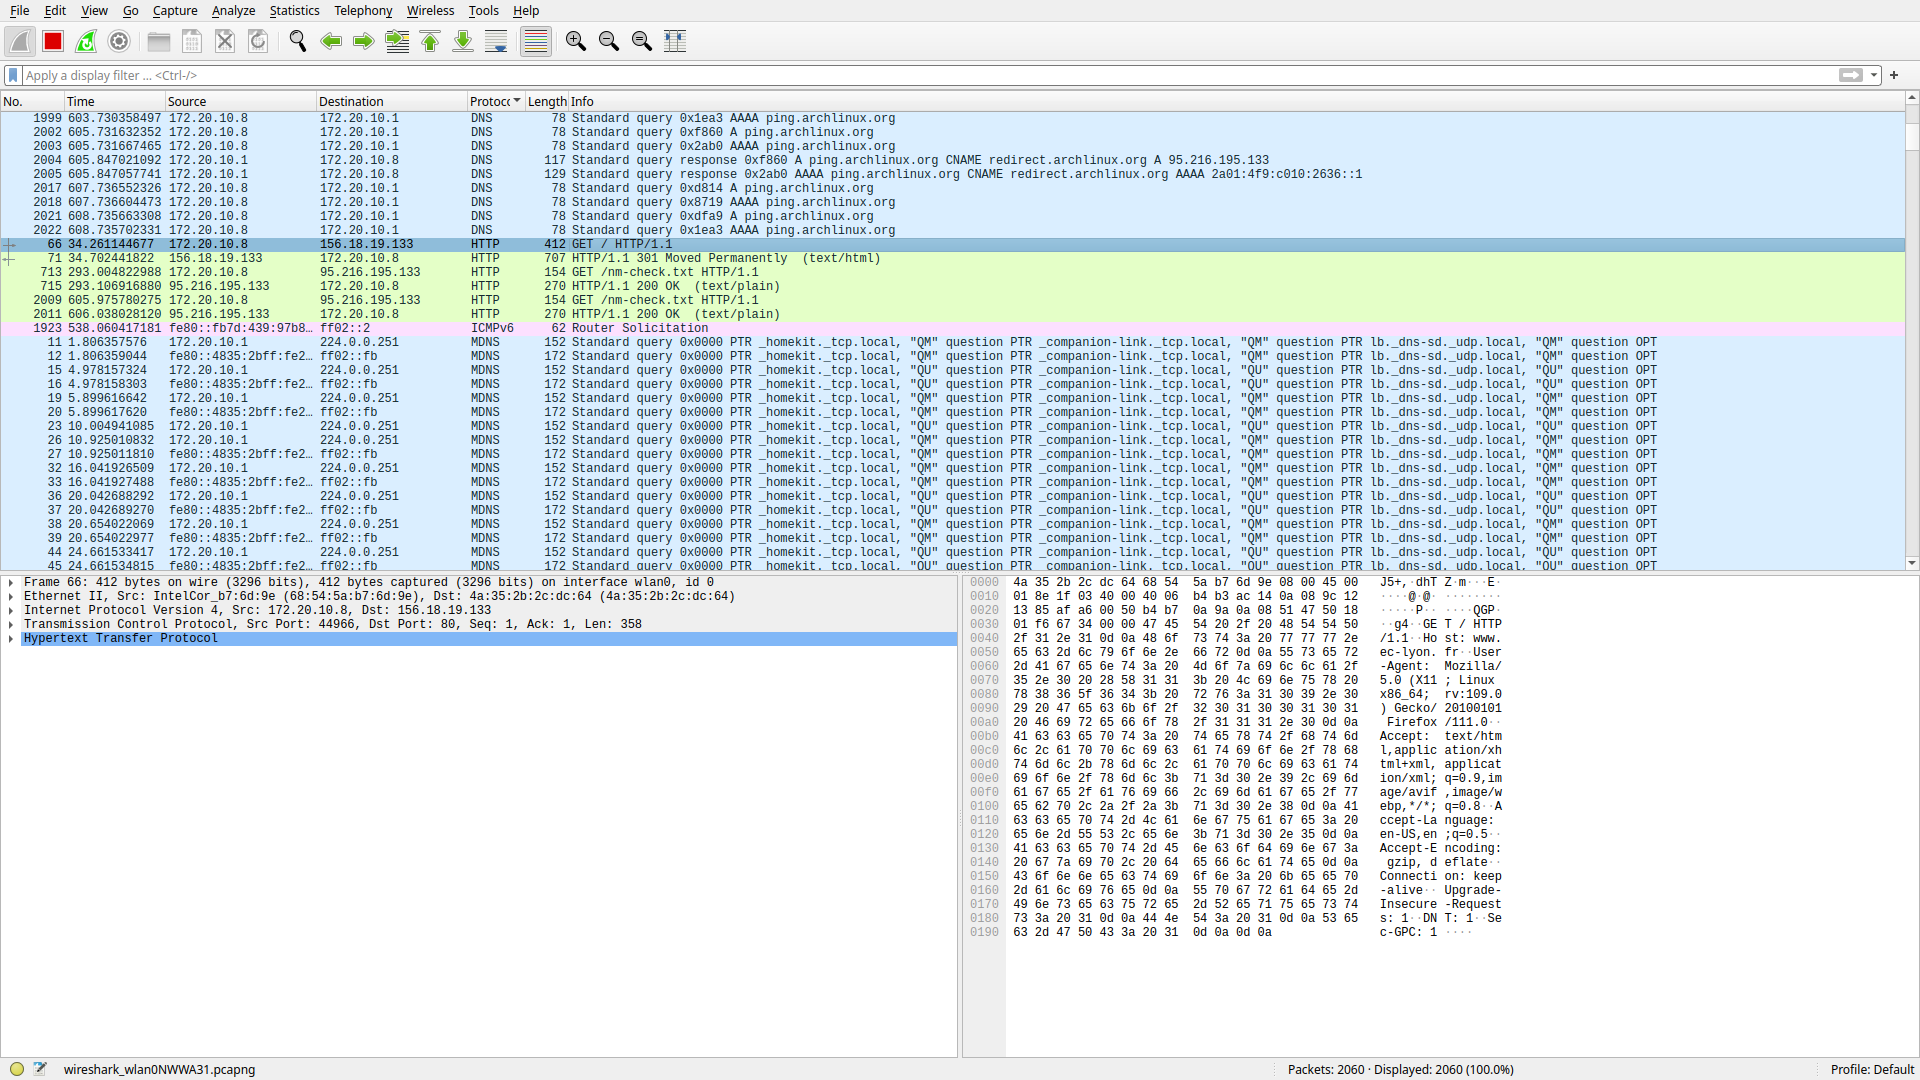 File Edit View Go Capture Analyze Statistics Telephony Wireless Tools Help
Apply a display filter ... <Ctrl-/>
No. Time Source Destination Protoc Length Info
1999 603.730358497 172.20.10.8 172.20.10.1 DNS 78 Standard query 0x1ea3 AAAA ping.archlinux.org
2002 605.731632352 172.20.10.8 172.20.10.1 DNS 78 Standard query 0xf860 A ping.archlinux.org
2003 605.731667465 172.20.10.8 172.20.10.1 DNS 78 Standard query 0x2ab0 AAAA ping.archlinux.org
2004 605.847021092 172.20.10.1 172.20.10.8 DNS 117 Standard query response 0xf860 A ping.archlinux.org CNAME redirect.archlinux.org A 95.216.195.133
2005 605.847057741 172.20.10.1 172.20.10.8 DNS 129 Standard query response 0x2ab0 AAAA ping.archlinux.org CNAME redirect.archlinux.org AAAA 2a01:4f9:c010:2636::1
2017 607.736552326 172.20.10.8 172.20.10.1 DNS 78 Standard query 0xd814 A ping.archlinux.org
2018 607.736604473 172.20.10.8 172.20.10.1 DNS 78 Standard query 0x8719 AAAA ping.archlinux.org
2021 608.735663308 172.20.10.8 172.20.10.1 DNS 78 Standard query 0xdfa9 A ping.archlinux.org
2022 608.735702331 172.20.10.8 172.20.10.1 DNS 78 Standard query 0x1ea3 AAAA ping.archlinux.org
66 34.261144677 172.20.10.8 156.18.19.133 HTTP 412 GET / HTTP/1.1
71 34.702441822 156.18.19.133 172.20.10.8 HTTP 707 HTTP/1.1 301 Moved Permanently (text/html)
713 293.004822988 172.20.10.8 95.216.195.133 HTTP 154 GET /nm-check.txt HTTP/1.1
715 293.106916880 95.216.195.133 172.20.10.8 HTTP 270 HTTP/1.1 200 OK (text/plain)
2009 605.975780275 172.20.10.8 95.216.195.133 HTTP 154 GET /nm-check.txt HTTP/1.1
2011 606.038028120 95.216.195.133 172.20.10.8 HTTP 270 HTTP/1.1 200 OK (text/plain)
1923 538.060417181 fe80::fb7d:439:97b8… ff02::2 ICMPv6 62 Router Solicitation
11 1.806357576 172.20.10.1 224.0.0.251 MDNS 152 Standard query 0x0000 PTR _homekit._tcp.local, "QM" question PTR _companion-link._tcp.local, "QM" question PTR lb._dns-sd._udp.local, "QM" question OPT
12 1.806359044 fe80::4835:2bff:fe2… ff02::fb MDNS 172 Standard query 0x0000 PTR _homekit._tcp.local, "QM" question PTR _companion-link._tcp.local, "QM" question PTR lb._dns-sd._udp.local, "QM" question OPT
15 4.978157324 172.20.10.1 224.0.0.251 MDNS 152 Standard query 0x0000 PTR _homekit._tcp.local, "QU" question PTR _companion-link._tcp.local, "QU" question PTR lb._dns-sd._udp.local, "QU" question OPT
16 4.978158303 fe80::4835:2bff:fe2… ff02::fb MDNS 172 Standard query 0x0000 PTR _homekit._tcp.local, "QU" question PTR _companion-link._tcp.local, "QU" question PTR lb._dns-sd._udp.local, "QU" question OPT
19 5.899616642 172.20.10.1 224.0.0.251 MDNS 152 Standard query 0x0000 PTR _homekit._tcp.local, "QM" question PTR _companion-link._tcp.local, "QM" question PTR lb._dns-sd._udp.local, "QM" question OPT
20 5.899617620 fe80::4835:2bff:fe2… ff02::fb MDNS 172 Standard query 0x0000 PTR _homekit._tcp.local, "QM" question PTR _companion-link._tcp.local, "QM" question PTR lb._dns-sd._udp.local, "QM" question OPT
23 10.004941085 172.20.10.1 224.0.0.251 MDNS 152 Standard query 0x0000 PTR _homekit._tcp.local, "QU" question PTR _companion-link._tcp.local, "QU" question PTR lb._dns-sd._udp.local, "QU" question OPT
26 10.925010832 172.20.10.1 224.0.0.251 MDNS 152 Standard query 0x0000 PTR _homekit._tcp.local, "QM" question PTR _companion-link._tcp.local, "QM" question PTR lb._dns-sd._udp.local, "QM" question OPT
27 10.925011810 fe80::4835:2bff:fe2… ff02::fb MDNS 172 Standard query 0x0000 PTR _homekit._tcp.local, "QM" question PTR _companion-link._tcp.local, "QM" question PTR lb._dns-sd._udp.local, "QM" question OPT
32 16.041926509 172.20.10.1 224.0.0.251 MDNS 152 Standard query 0x0000 PTR _homekit._tcp.local, "QM" question PTR _companion-link._tcp.local, "QM" question PTR lb._dns-sd._udp.local, "QM" question OPT
33 16.041927488 fe80::4835:2bff:fe2… ff02::fb MDNS 172 Standard query 0x0000 PTR _homekit._tcp.local, "QM" question PTR _companion-link._tcp.local, "QM" question PTR lb._dns-sd._udp.local, "QM" question OPT
36 20.042688292 172.20.10.1 224.0.0.251 MDNS 152 Standard query 0x0000 PTR _homekit._tcp.local, "QU" question PTR _companion-link._tcp.local, "QU" question PTR lb._dns-sd._udp.local, "QU" question OPT
37 20.042689270 fe80::4835:2bff:fe2… ff02::fb MDNS 172 Standard query 0x0000 PTR _homekit._tcp.local, "QU" question PTR _companion-link._tcp.local, "QU" question PTR lb._dns-sd._udp.local, "QU" question OPT
38 20.654022069 172.20.10.1 224.0.0.251 MDNS 152 Standard query 0x0000 PTR _homekit._tcp.local, "QM" question PTR _companion-link._tcp.local, "QM" question PTR lb._dns-sd._udp.local, "QM" question OPT
39 20.654022977 fe80::4835:2bff:fe2… ff02::fb MDNS 172 Standard query 0x0000 PTR _homekit._tcp.local, "QM" question PTR _companion-link._tcp.local, "QM" question PTR lb._dns-sd._udp.local, "QM" question OPT
44 24.661533417 172.20.10.1 224.0.0.251 MDNS 152 Standard query 0x0000 PTR _homekit._tcp.local, "QU" question PTR _companion-link._tcp.local, "QU" question PTR lb._dns-sd._udp.local, "QU" question OPT
45 24.661534815 fe80::4835:2bff:fe2… ff02::fb MDNS 172 Standard query 0x0000 PTR _homekit._tcp.local, "QU" question PTR _companion-link._tcp.local, "QU" question PTR lb._dns-sd._udp.local, "QU" question OPT
Frame 66: 412 bytes on wire (3296 bits), 412 bytes captured (3296 bits) on interface wlan0, id 0
Ethernet II, Src: IntelCor_b7:6d:9e (68:54:5a:b7:6d:9e), Dst: 4a:35:2b:2c:dc:64 (4a:35:2b:2c:dc:64)
Internet Protocol Version 4, Src: 172.20.10.8, Dst: 156.18.19.133
Transmission Control Protocol, Src Port: 44966, Dst Port: 80, Seq: 1, Ack: 1, Len: 358
Hypertext Transfer Protocol
0000 4a 35 2b 2c dc 64 68 54 5a b7 6d 9e 08 00 45 00 J5+,·dhT Z·m···E·
0010 01 8e 1f 03 40 00 40 06 b4 b3 ac 14 0a 08 9c 12 ····@·@· ········
0020 13 85 af a6 00 50 b4 b7 0a 9a 0a 08 51 47 50 18 ·····P·· ····QGP·
0030 01 f6 67 34 00 00 47 45 54 20 2f 20 48 54 54 50 ··g4··GE T / HTTP
0040 2f 31 2e 31 0d 0a 48 6f 73 74 3a 20 77 77 77 2e /1.1··Ho st: www.
0050 65 63 2d 6c 79 6f 6e 2e 66 72 0d 0a 55 73 65 72 ec-lyon. fr··User
0060 2d 41 67 65 6e 74 3a 20 4d 6f 7a 69 6c 6c 61 2f -Agent: Mozilla/
0070 35 2e 30 20 28 58 31 31 3b 20 4c 69 6e 75 78 20 5.0 (X11 ; Linux
0080 78 38 36 5f 36 34 3b 20 72 76 3a 31 30 39 2e 30 x86_64; rv:109.0
0090 29 20 47 65 63 6b 6f 2f 32 30 31 30 30 31 30 31 ) Gecko/ 20100101
00a0 20 46 69 72 65 66 6f 78 2f 31 31 31 2e 30 0d 0a Firefox /111.0··
00b0 41 63 63 65 70 74 3a 20 74 65 78 74 2f 68 74 6d Accept: text/htm
00c0 6c 2c 61 70 70 6c 69 63 61 74 69 6f 6e 2f 78 68 l,applic ation/xh
00d0 74 6d 6c 2b 78 6d 6c 2c 61 70 70 6c 69 63 61 74 tml+xml, applicat
00e0 69 6f 6e 2f 78 6d 6c 3b 71 3d 30 2e 39 2c 69 6d ion/xml; q=0.9,im
00f0 61 67 65 2f 61 76 69 66 2c 69 6d 61 67 65 2f 77 age/avif ,image/w
0100 65 62 70 2c 2a 2f 2a 3b 71 3d 30 2e 38 0d 0a 41 ebp,*/*; q=0.8··A
0110 63 63 65 70 74 2d 4c 61 6e 67 75 61 67 65 3a 20 ccept-La nguage:
0120 65 6e 2d 55 53 2c 65 6e 3b 71 3d 30 2e 35 0d 0a en-US,en ;q=0.5··
0130 41 63 63 65 70 74 2d 45 6e 63 6f 64 69 6e 67 3a Accept-E ncoding:
0140 20 67 7a 69 70 2c 20 64 65 66 6c 61 74 65 0d 0a gzip, d eflate··
0150 43 6f 6e 6e 65 63 74 69 6f 6e 3a 20 6b 65 65 70 Connecti on: keep
0160 2d 61 6c 69 76 65 0d 0a 55 70 67 72 61 64 65 2d -alive·· Upgrade-
0170 49 6e 73 65 63 75 72 65 2d 52 65 71 75 65 73 74 Insecure -Request
0180 73 3a 20 31 0d 0a 44 4e 54 3a 20 31 0d 0a 53 65 s: 1··DN T: 1··Se
0190 63 2d 47 50 43 3a 20 31 0d 0a 0d 0a c-GPC: 1 ····
wireshark_wlan0NWWA31.pcapng Packets: 2060 · Displayed: 2060 (100.0%) Profile: Default